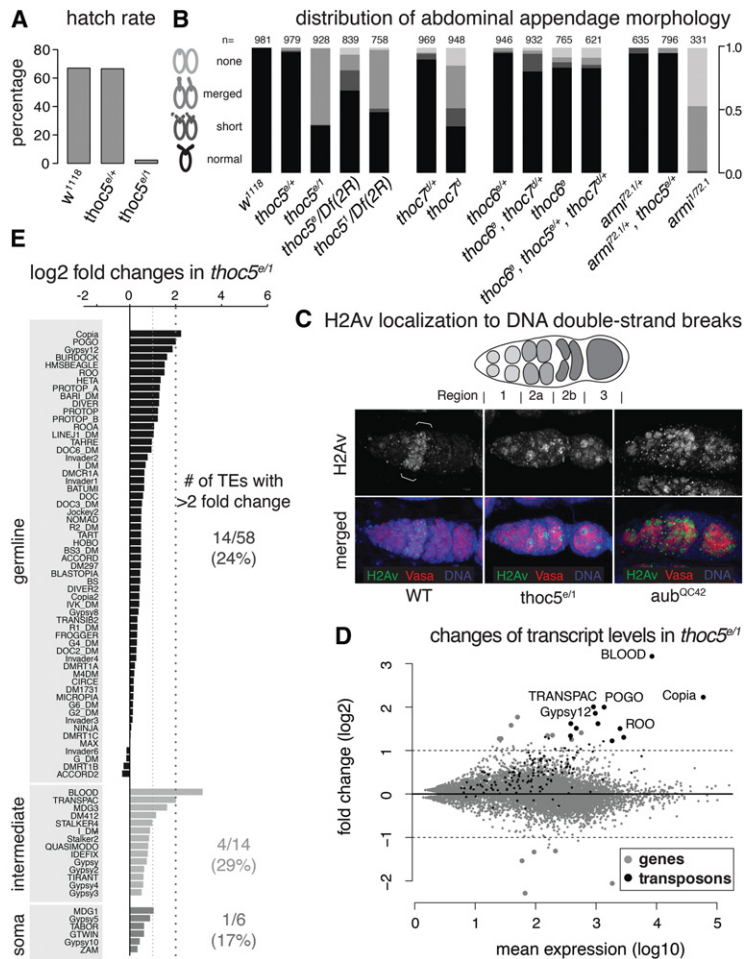 A
hatch rate
percentage
80
60
40
20
0
w1118
thoc5e/+
thoc5e/1
B
distribution of abdominal appendage morphology
n= 981 979 928 839 758 969 948 946 932 765 621 635 796 331
none
merged
short
normal
1.0
0.5
0.0
w1118
thoc5e/+
thoc5e/1
thoc5e/Df(2R)
thoc51/Df(2R)
thoc7d/+
thoc7d
thoc6e/+
thoc6e, thoc7d/+
thoc6e
thoc6e, thoc5e/+, thoc7d/+
armi72.1/+
armi72.1/+, thoc5e/+
armi1/72.1
E
log2 fold changes in thoc5e/1
-2 0 2 4 6
germline
Copia
POGO
Gypsy12
BURDOCK
HMSBEAGLE
ROO
HETA
PROTOP_A
BARI_DM
DIVER
PROTOP
PROTOP_B
ROOA
LINEJ1_DM
TAHRE
DOC6_DM
Invader2
I_DM
DMCR1A
Invader1
BATUMI
DOC
DOC3_DM
Jockey2
NOMAD
R2_DM
TART
HOBO
BS3_DM
ACCORD
DM297
BLASTOPIA
BS
DIVER2
Copia2
IVK_DM
Gypsy8
TRANSIB2
R1_DM
FROGGER
G4_DM
DOC2_DM
Invader4
DMRT1A
M4DM
CIRCE
DM1731
MICROPIA
G6_DM
G2_DM
Invader3
NINJA
DMRT1C
MAX
Invader6
G_DM
DMRT1B
ACCORD2
# of TEs with
>2 fold change
14/58
(24%)
intermediate
BLOOD
TRANSPAC
MDG3
DM412
STALKER4
I_DM
Stalker2
QUASIMODO
IDEFIX
Gypsy
Gypsy2
TIRANT
Gypsy4
Gypsy3
4/14
(29%)
soma
MDG1
Gypsy5
TABOR
GTWIN
Gypsy10
ZAM
1/6
(17%)
C
H2Av localization to DNA double-strand breaks
Region | 1 | 2a | 2b | 3 |
H2Av
merged
H2Av Vasa DNA
H2Av Vasa DNA
H2Av Vasa DNA
WT
thoc5e/1
aubQC42
D
changes of transcript levels in thoc5e/1
fold change (log2)
3
2
1
0
−1
−2
BLOOD
TRANSPAC
POGO
Copia
Gypsy12
ROO
genes
transposons
0 1 2 3 4 5
mean expression (log10)